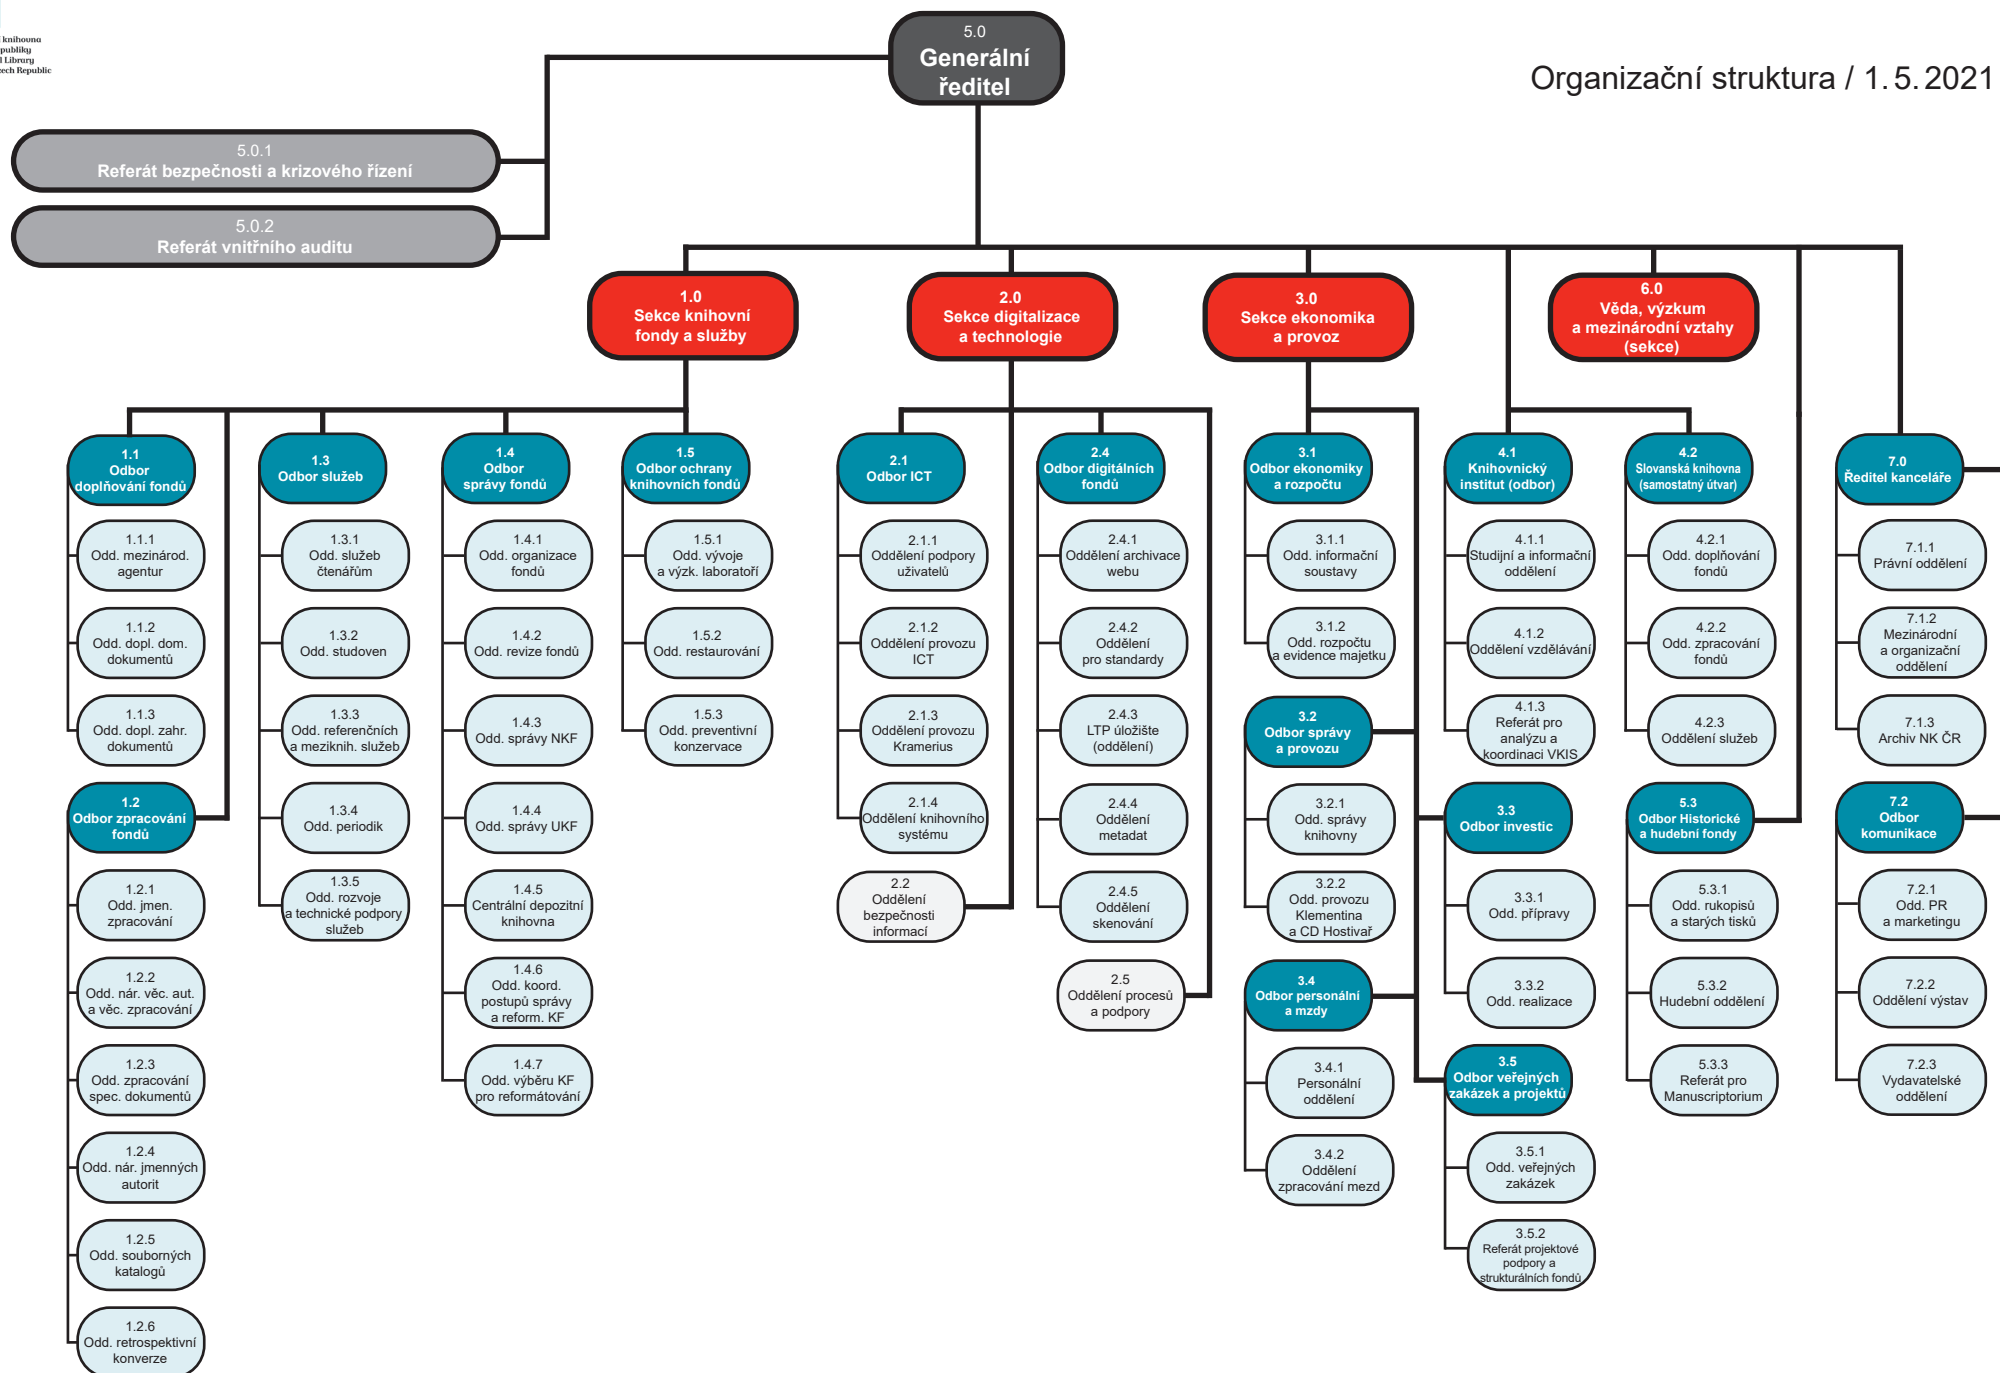 knihovna
publiky
l Library
zech Republic
5.0
Generální
ředitel
Organizační struktura / 1. 5. 2021
5.0.1
Referát bezpečnosti a krizového řízení
5.0.2
Referát vnitřního auditu
1.0
Sekce knihovní
fondy a služby
2.0
Sekce digitalizace
a technologie
3.0
Sekce ekonomika
a provoz
6.0
Věda, výzkum
a mezinárodní vztahy
(sekce)
1.1
Odbor
doplňování fondů
1.1.1
Odd. mezinárod.
agentur
1.1.2
Odd. dopl. dom.
dokumentů
1.1.3
Odd. dopl. zahr.
dokumentů
1.2
Odbor zpracování
fondů
1.2.1
Odd. jmen.
zpracování
1.2.2
Odd. nár. věc. aut.
a věc. zpracování
1.2.3
Odd. zpracování
spec. dokumentů
1.2.4
Odd. nár. jmenných
autorit
1.2.5
Odd. souborných
katalogů
1.2.6
Odd. retrospektivní
konverze
1.3
Odbor služeb
1.3.1
Odd. služeb
čtenářům
1.3.2
Odd. studoven
1.3.3
Odd. referenčních
a meziknih. služeb
1.3.4
Odd. periodik
1.3.5
Odd. rozvoje
a technické podpory
služeb
1.4
Odbor
správy fondů
1.4.1
Odd. organizace
fondů
1.4.2
Odd. revize fondů
1.4.3
Odd. správy NKF
1.4.4
Odd. správy UKF
1.4.5
Centrální depozitní
knihovna
1.4.6
Odd. koord.
postupů správy
a reform. KF
1.4.7
Odd. výběru KF
pro reformátování
1.5
Odbor ochrany
knihovních fondů
1.5.1
Odd. vývoje
a výzk. laboratoří
1.5.2
Odd. restaurování
1.5.3
Odd. preventivní
konzervace
2.1
Odbor ICT
2.1.1
Oddělení podpory
uživatelů
2.1.2
Oddělení provozu
ICT
2.1.3
Oddělení provozu
Kramerius
2.1.4
Oddělení knihovního
systému
2.2
Oddělení
bezpečnosti
informací
2.4
Odbor digitálních
fondů
2.4.1
Oddělení archivace
webu
2.4.2
Oddělení
pro standardy
2.4.3
LTP úložiště
(oddělení)
2.4.4
Oddělení
metadat
2.4.5
Oddělení
skenování
2.5
Oddělení procesů
a podpory
3.1
Odbor ekonomiky
a rozpočtu
3.1.1
Odd. informační
soustavy
3.1.2
Odd. rozpočtu
a evidence majetku
3.2
Odbor správy
a provozu
3.2.1
Odd. správy
knihovny
3.2.2
Odd. provozu
Klementina
a CD Hostivař
3.4
Odbor personální
a mzdy
3.4.1
Personální
oddělení
3.4.2
Oddělení
zpracování mezd
4.1
Knihovnický
institut (odbor)
4.1.1
Studijní a informační
oddělení
4.1.2
Oddělení vzdělávání
4.1.3
Referát pro
analýzu a
koordinaci VKIS
3.3
Odbor investic
3.3.1
Odd. přípravy
3.3.2
Odd. realizace
3.5
Odbor veřejných
zakázek a projektů
3.5.1
Odd. veřejných
zakázek
3.5.2
Referát projektové
podpory a
strukturálních fondů
4.2
Slovanská knihovna
(samostatný útvar)
4.2.1
Odd. doplňování
fondů
4.2.2
Odd. zpracování
fondů
4.2.3
Oddělení služeb
5.3
Odbor Historické
a hudební fondy
5.3.1
Odd. rukopisů
a starých tisků
5.3.2
Hudební oddělení
5.3.3
Referát pro
Manuscriptorium
7.0
Ředitel kanceláře
7.1.1
Právní oddělení
7.1.2
Mezinárodní
a organizační
oddělení
7.1.3
Archiv NK ČR
7.2
Odbor
komunikace
7.2.1
Odd. PR
a marketingu
7.2.2
Oddělení výstav
7.2.3
Vydavatelské
oddělení